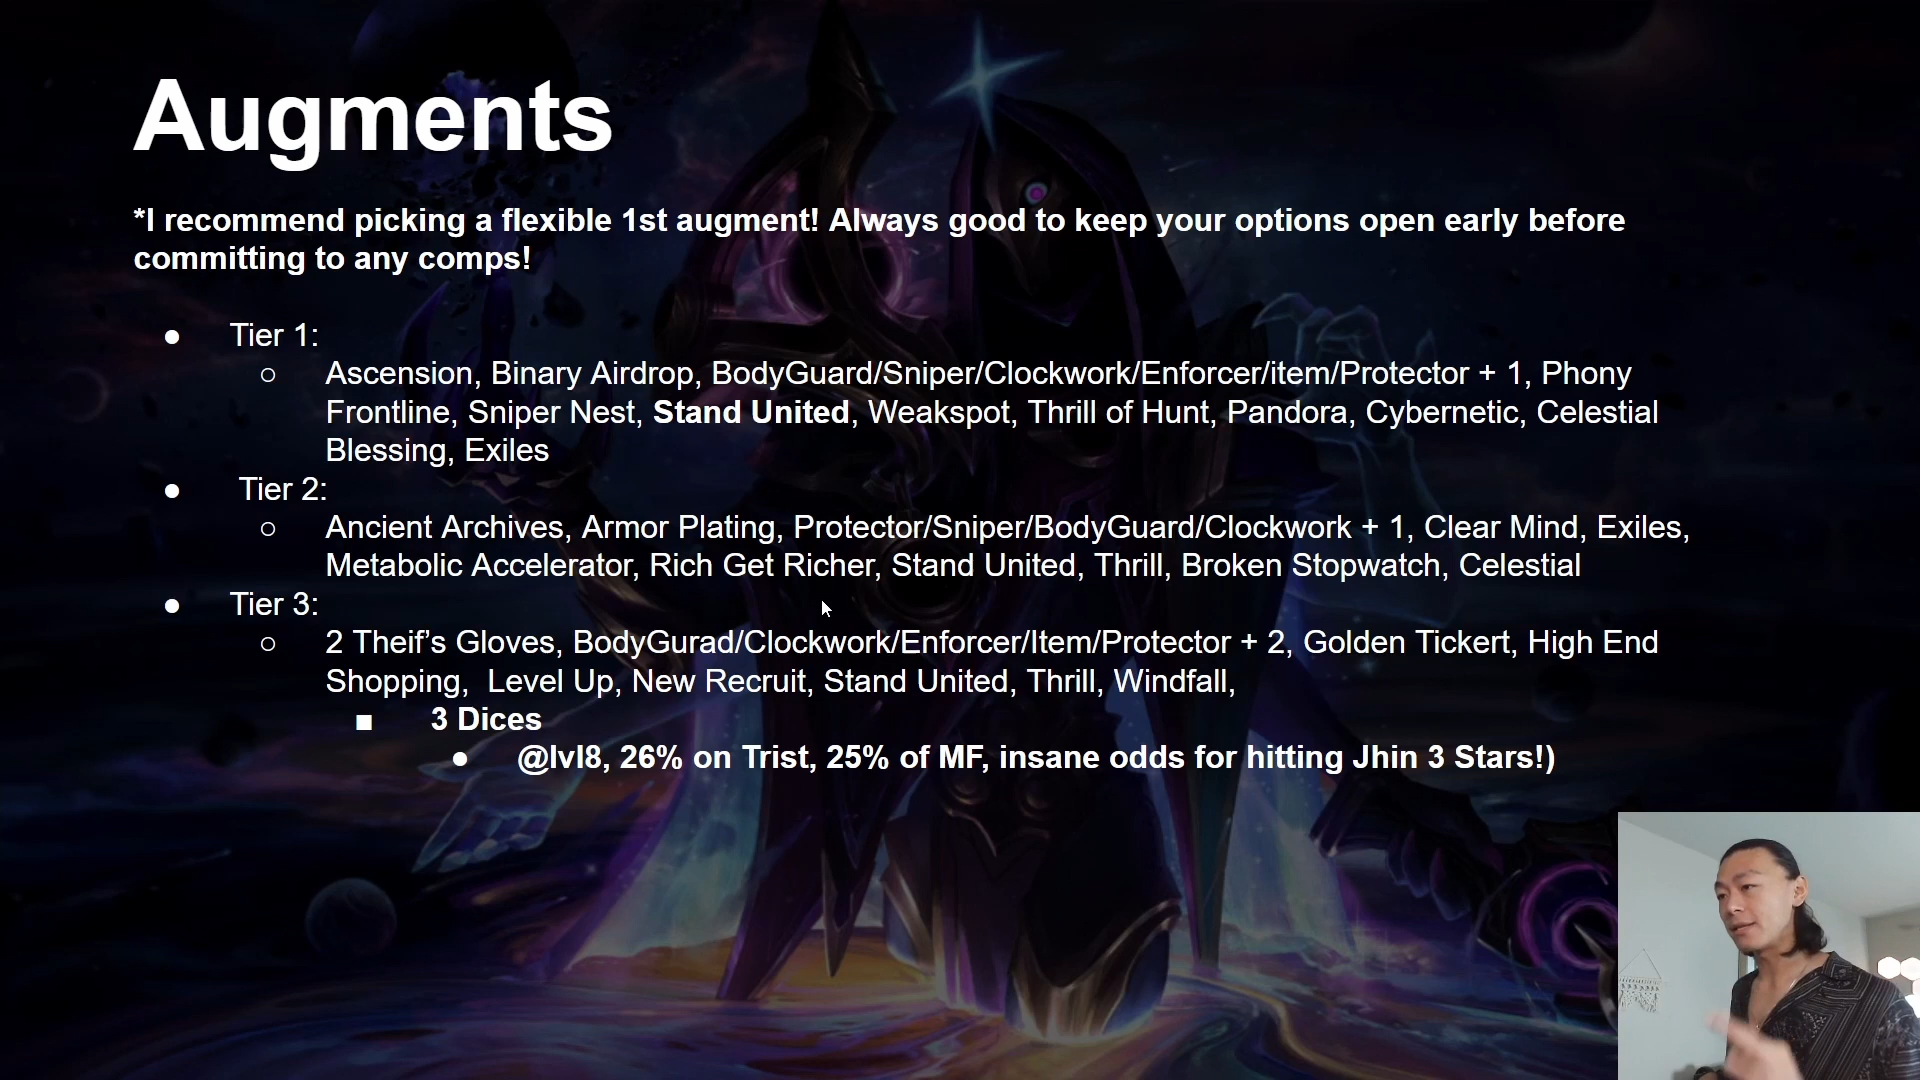 Augments
*I recommend picking a flexible 1st augment! Always good to keep your options open early before
committing to any comps!
● Tier 1:
○ Ascension, Binary Airdrop, BodyGuard/Sniper/Clockwork/Enforcer/item/Protector + 1, Phony
Frontline, Sniper Nest, Stand United, Weakspot, Thrill of Hunt, Pandora, Cybernetic, Celestial
Blessing, Exiles
● Tier 2:
○ Ancient Archives, Armor Plating, Protector/Sniper/BodyGuard/Clockwork + 1, Clear Mind, Exiles,
Metabolic Accelerator, Rich Get Richer, Stand United, Thrill, Broken Stopwatch, Celestial
● Tier 3:
○ 2 Theif’s Gloves, BodyGurad/Clockwork/Enforcer/Item/Protector + 2, Golden Tickert, High End
Shopping, Level Up, New Recruit, Stand United, Thrill, Windfall,
■ 3 Dices
● @lvl8, 26% on Trist, 25% of MF, insane odds for hitting Jhin 3 Stars!)